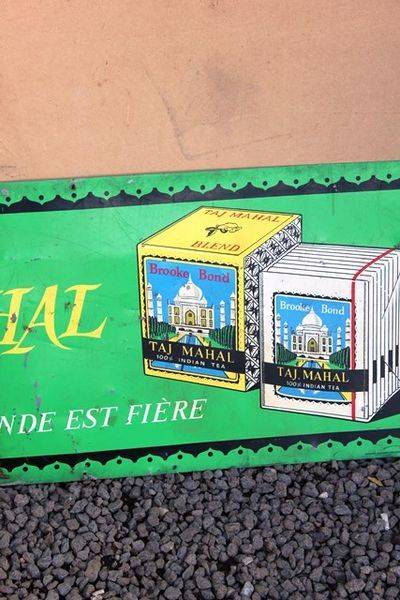 HAL
NDE EST FIÈRE
TAJ MAHAL
BLEND
Brooke Bond
TAJ MAHAL
100% INDIAN TEA
Brooke Bond
TAJ MAHAL
100% INDIAN TEA